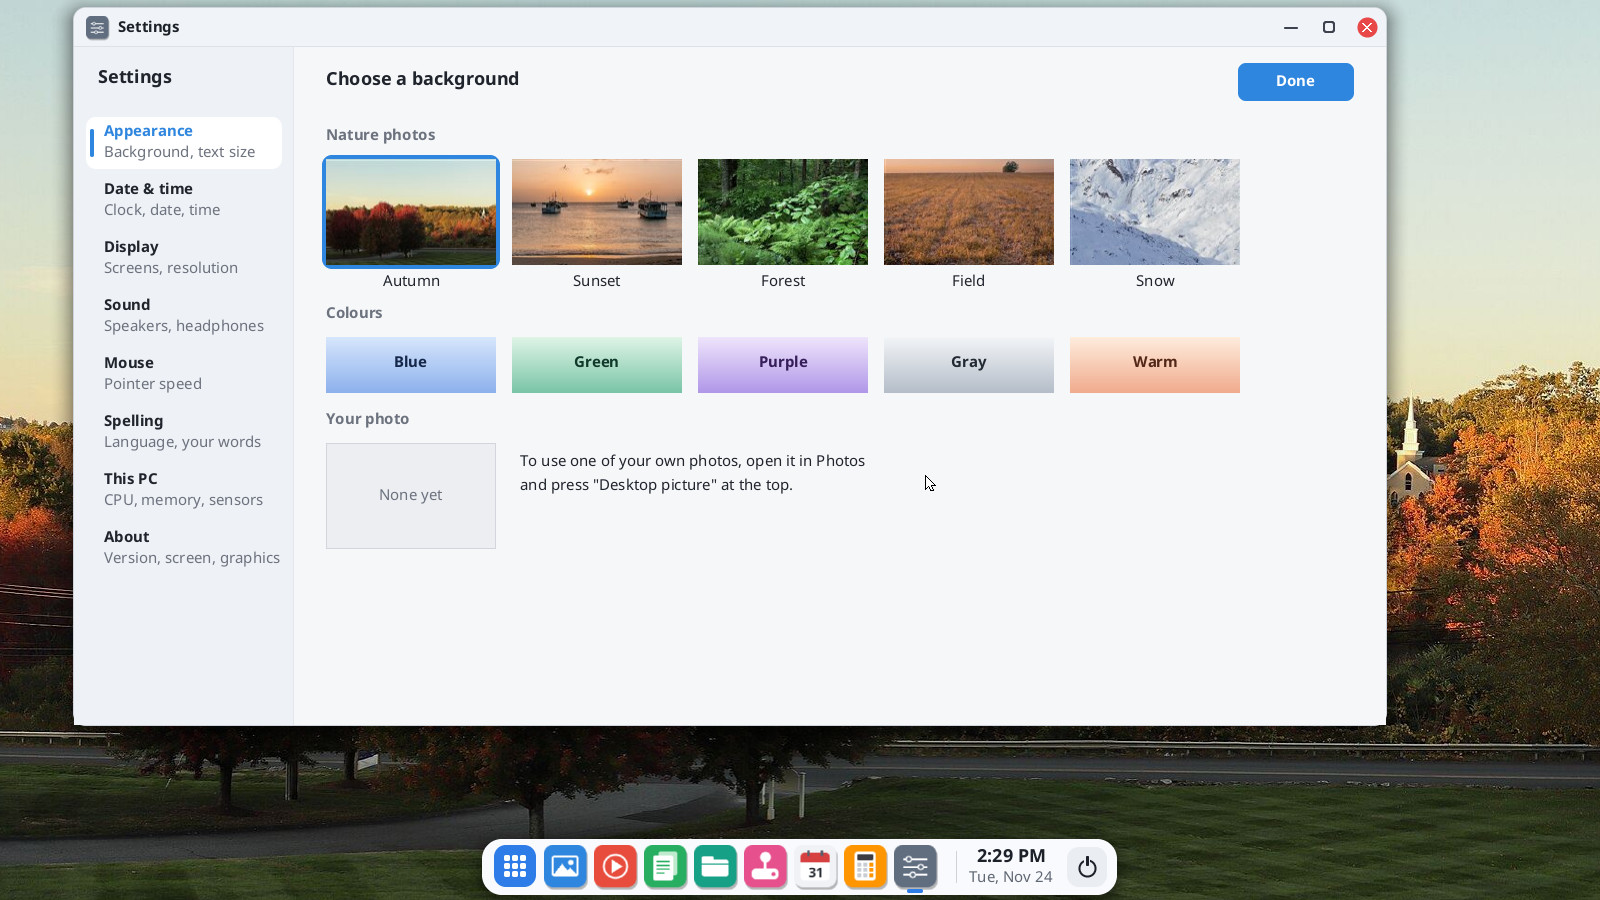 Settings
Settings
Appearance
Background, text size
Date & time
Clock, date, time
Display
Screens, resolution
Sound
Speakers, headphones
Mouse
Pointer speed
Spelling
Language, your words
This PC
CPU, memory, sensors
About
Version, screen, graphics
Choose a background
Done
Nature photos
Autumn
Sunset
Forest
Field
Snow
Colours
Blue
Green
Purple
Gray
Warm
Your photo
None yet
To use one of your own photos, open it in Photos
and press "Desktop picture" at the top.
31
2:29 PM
Tue, Nov 24